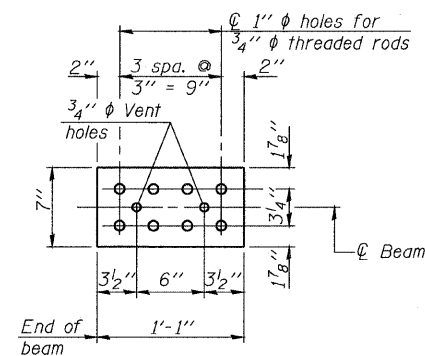 ℄ 1" ϕ holes for
3/4" ϕ threaded rods
2"
3 spa. @
3" = 9"
2"
3/4" ϕ Vent
holes
1 7/8"
7"
3 1/4"
℄ Beam
1 7/8"
3 1/2"
6"
3 1/2"
End of
beam
1'-1"